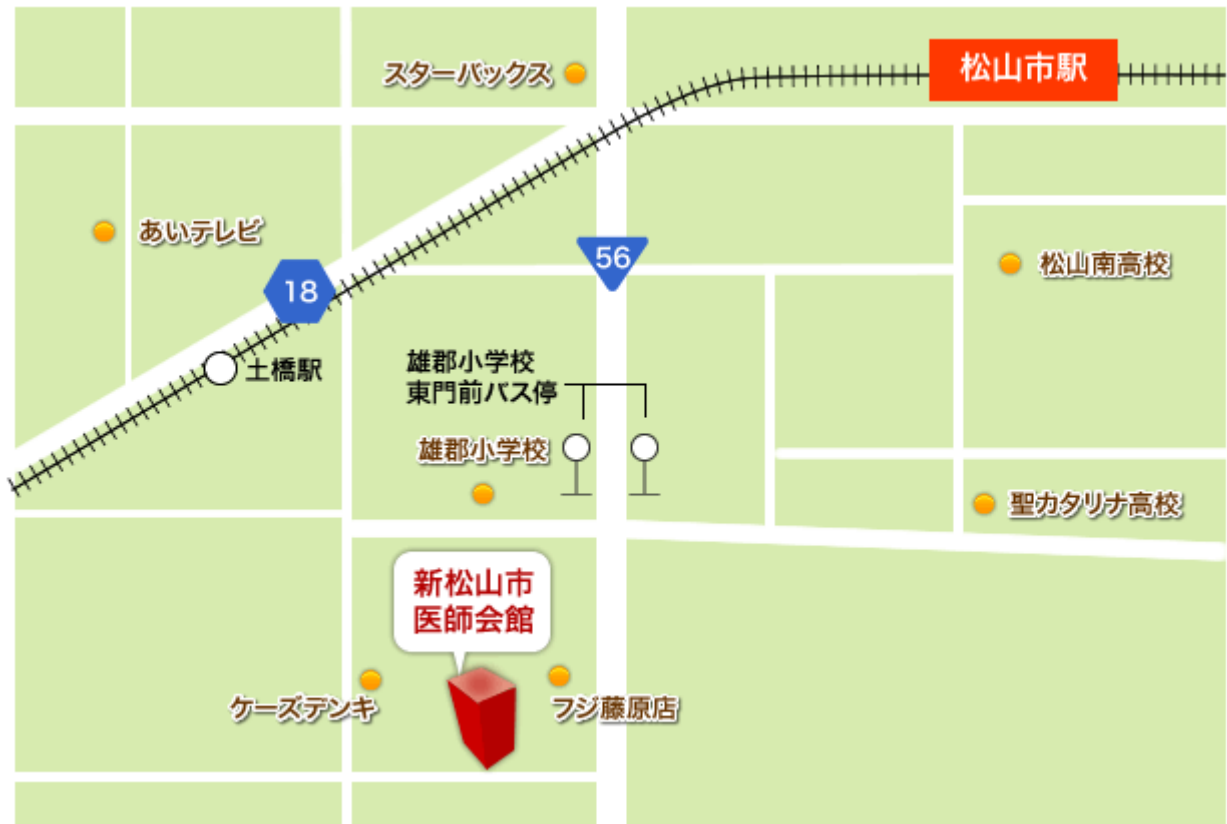 スターバックス
松山市駅
あいテレビ
56
松山南高校
18
土橋駅
雄郡小学校
東門前バス停
雄郡小学校
聖カタリナ高校
新松山市
医師会館
ケーズデンキ
フジ藤原店